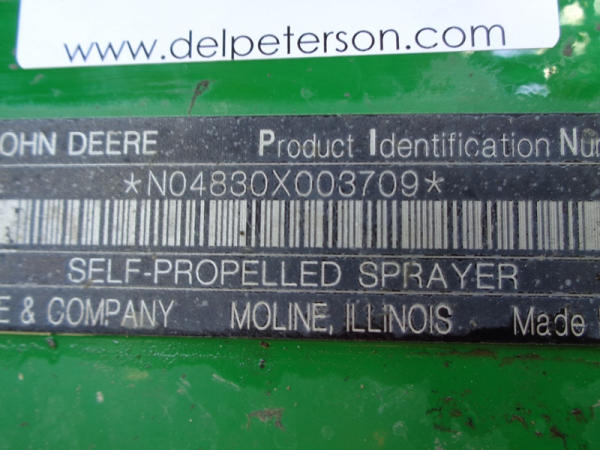 www.delpeterson.com
OHN DEERE Product Identification Nu
*N04830X003709*
SELF-PROPELLED SPRAYER
E & COMPANY MOLINE, ILLINOIS Made